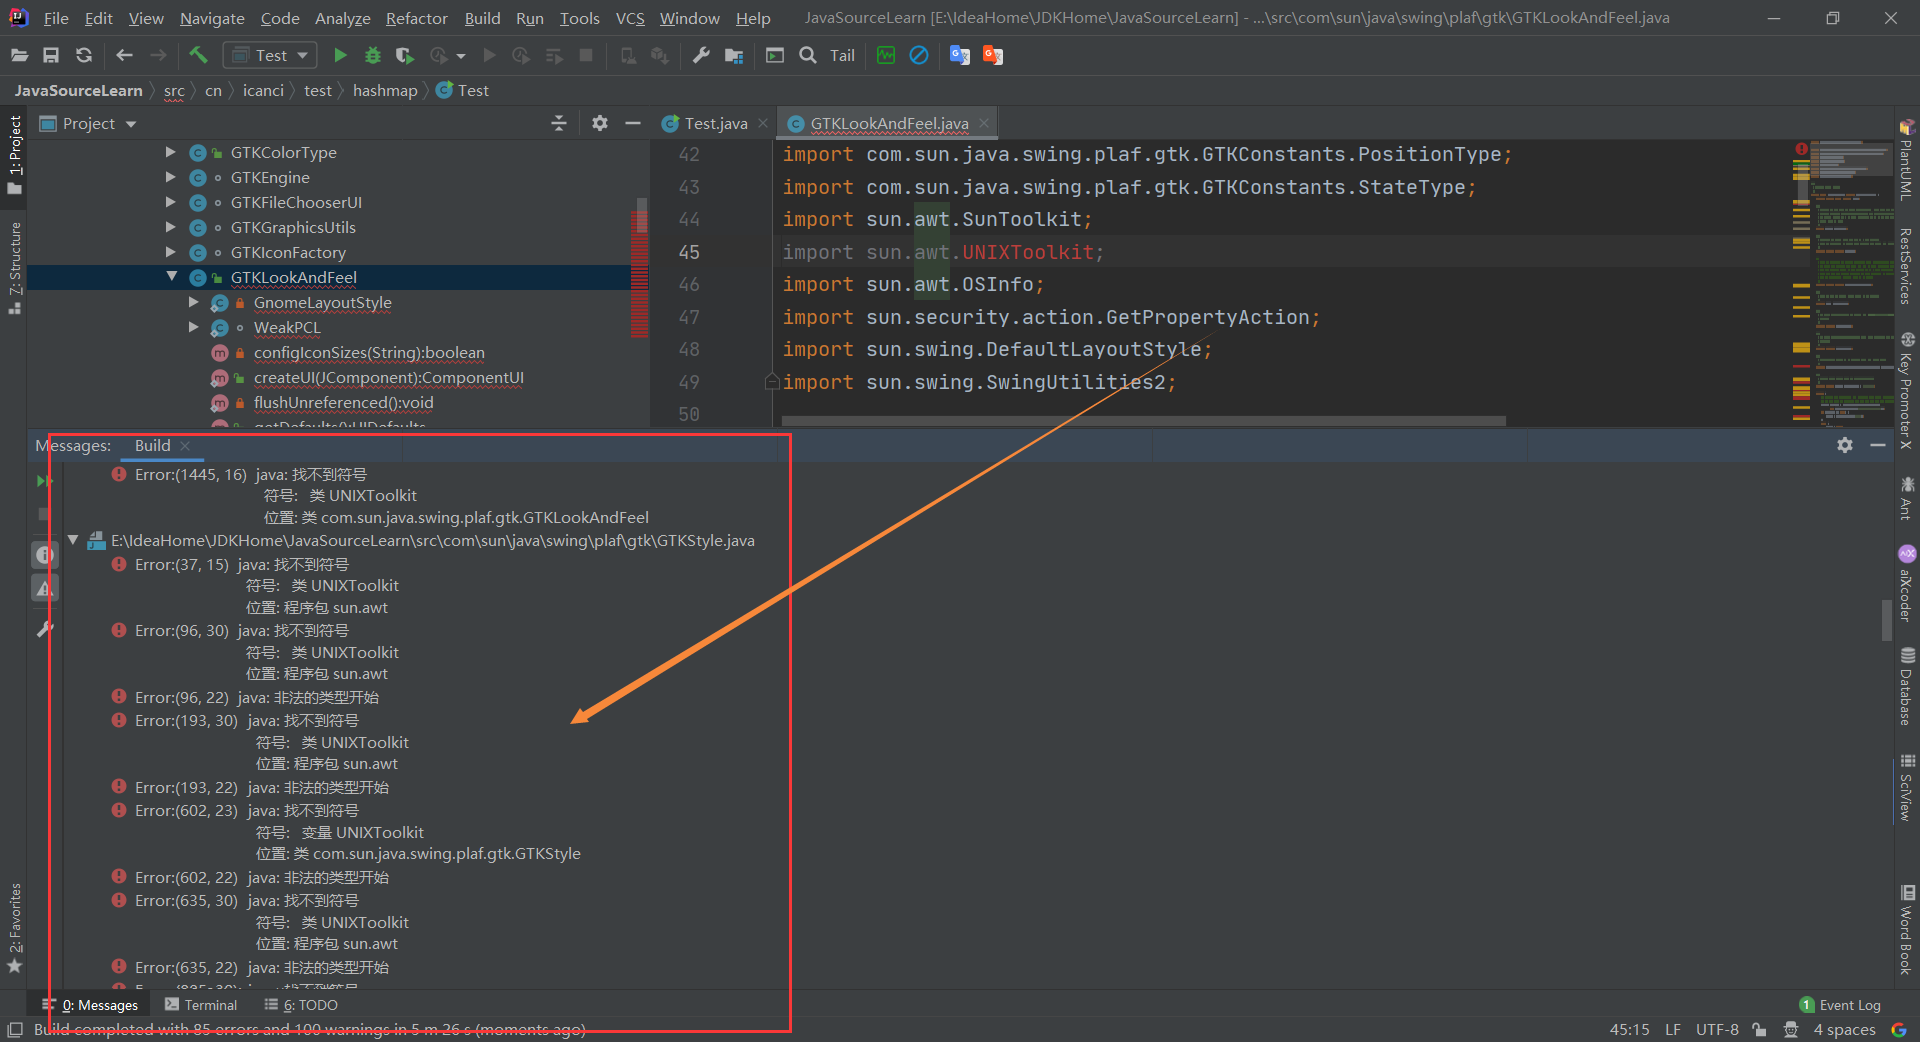 File Edit View Navigate Code Analyze Refactor Build Run Tools VCS Window Help JavaSourceLearn [E:\IdeaHome\JDKHome\JavaSourceLearn] - ...\src\com\sun\java\swing\plaf\gtk\GTKLookAndFeel.java
Test Tail
JavaSourceLearn src cn icanci test hashmap Test
Project Test.java GTKLookAndFeel.java
GTKColorType
GTKEngine
GTKFileChooserUI
GTKGraphicsUtils
GTKIconFactory
GTKLookAndFeel
GnomeLayoutStyle
WeakPCL
configIconSizes(String):boolean
createUI(JComponent):ComponentUI
flushUnreferenced():void
getDefaults():UIDefaults
42 import com.sun.java.swing.plaf.gtk.GTKConstants.PositionType;
43 import com.sun.java.swing.plaf.gtk.GTKConstants.StateType;
44 import sun.awt.SunToolkit;
45 import sun.awt.UNIXToolkit;
46 import sun.awt.OSInfo;
47 import sun.security.action.GetPropertyAction;
48 import sun.swing.DefaultLayoutStyle;
49 import sun.swing.SwingUtilities2;
50
1: Project
7: Structure
2: Favorites
PlantUML
RestServices
Key Promoter X
Ant
aiXcoder
Database
SciView
Word Book
Messages: Build
Error:(1445, 16) java: 找不到符号
符号: 类 UNIXToolkit
位置: 类 com.sun.java.swing.plaf.gtk.GTKLookAndFeel
E:\IdeaHome\JDKHome\JavaSourceLearn\src\com\sun\java\swing\plaf\gtk\GTKStyle.java
Error:(37, 15) java: 找不到符号
符号: 类 UNIXToolkit
位置: 程序包 sun.awt
Error:(96, 30) java: 找不到符号
符号: 类 UNIXToolkit
位置: 程序包 sun.awt
Error:(96, 22) java: 非法的类型开始
Error:(193, 30) java: 找不到符号
符号: 类 UNIXToolkit
位置: 程序包 sun.awt
Error:(193, 22) java: 非法的类型开始
Error:(602, 23) java: 找不到符号
符号: 变量 UNIXToolkit
位置: 类 com.sun.java.swing.plaf.gtk.GTKStyle
Error:(602, 22) java: 非法的类型开始
Error:(635, 30) java: 找不到符号
符号: 类 UNIXToolkit
位置: 程序包 sun.awt
Error:(635, 22) java: 非法的类型开始
0: Messages Terminal 6: TODO 1 Event Log
Build completed with 85 errors and 100 warnings in 5 m 26 s (moments ago) 45:15 LF UTF-8 4 spaces